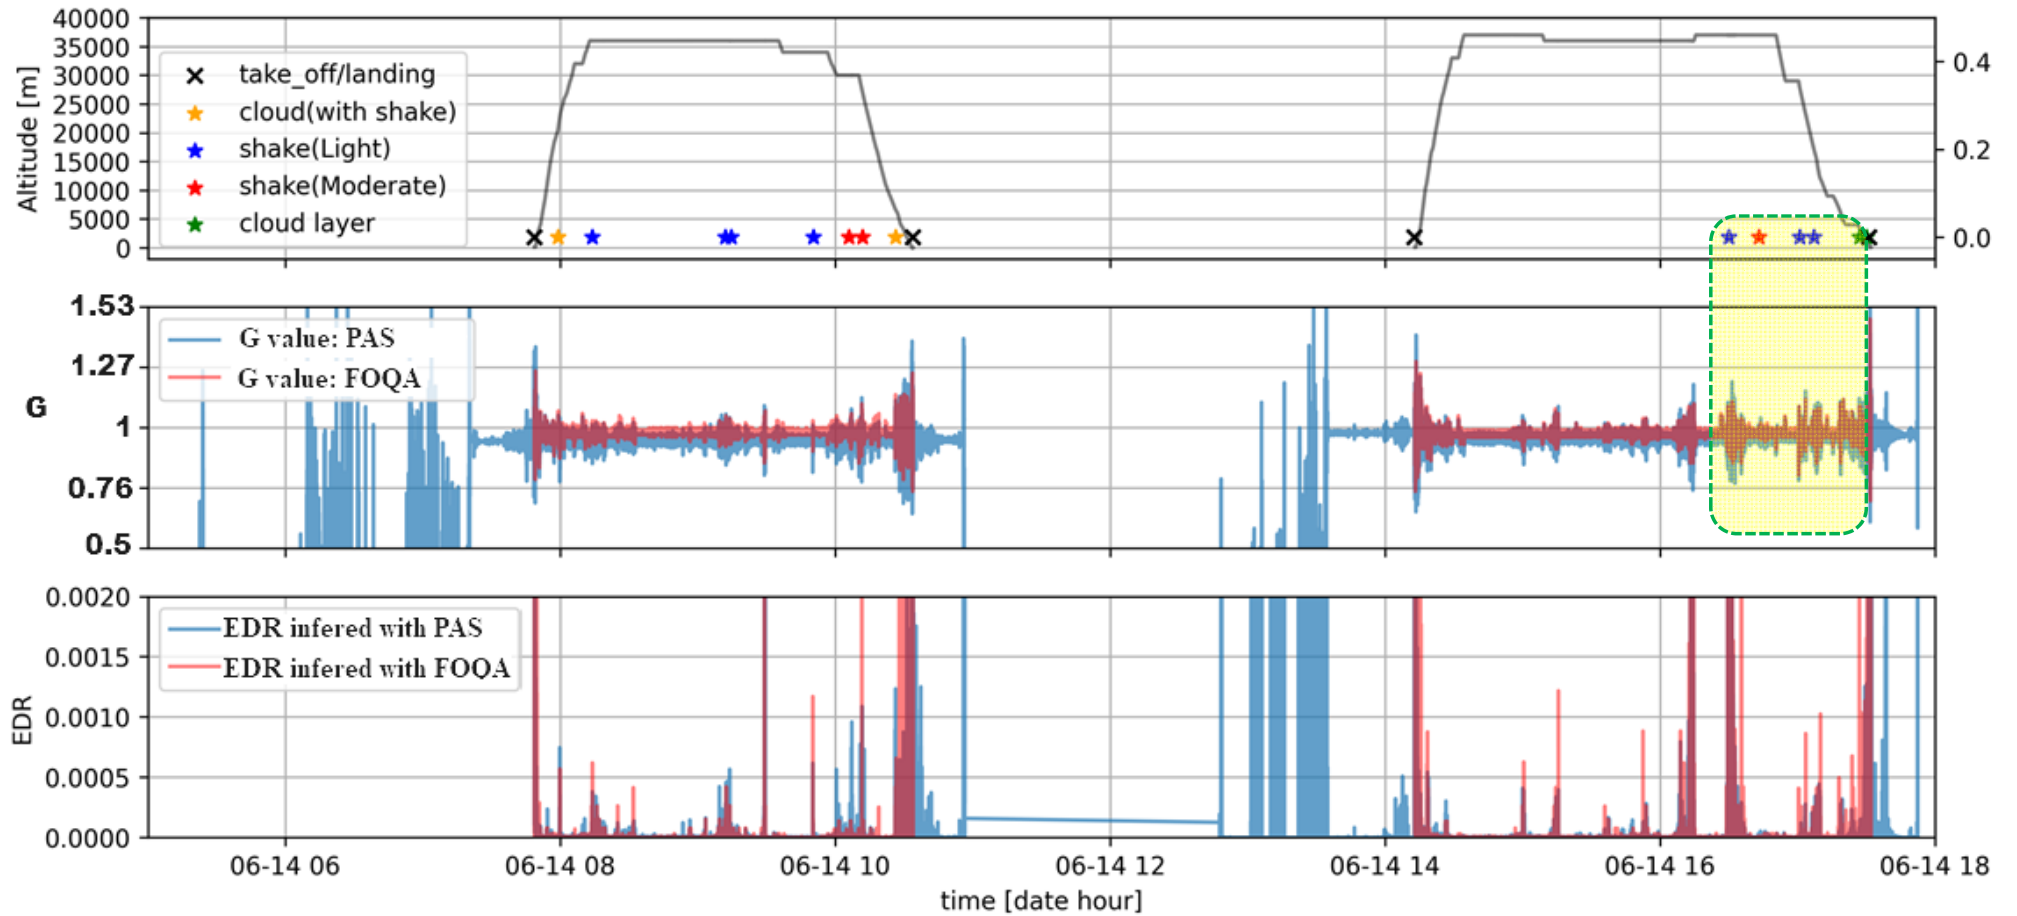 40000
35000
30000
25000
20000
15000
10000
5000
0
Altitude [m]
take_off/landing
cloud(with shake)
shake(Light)
shake(Moderate)
cloud layer
0.4
0.2
0.0
1.53
1.27
1
0.76
0.5
G
G value: PAS
G value: FOQA
0.0020
0.0015
0.0010
0.0005
0.0000
EDR
EDR infered with PAS
EDR infered with FOQA
06-14 06
06-14 08
06-14 10
06-14 12
06-14 14
06-14 16
06-14 18
time [date hour]